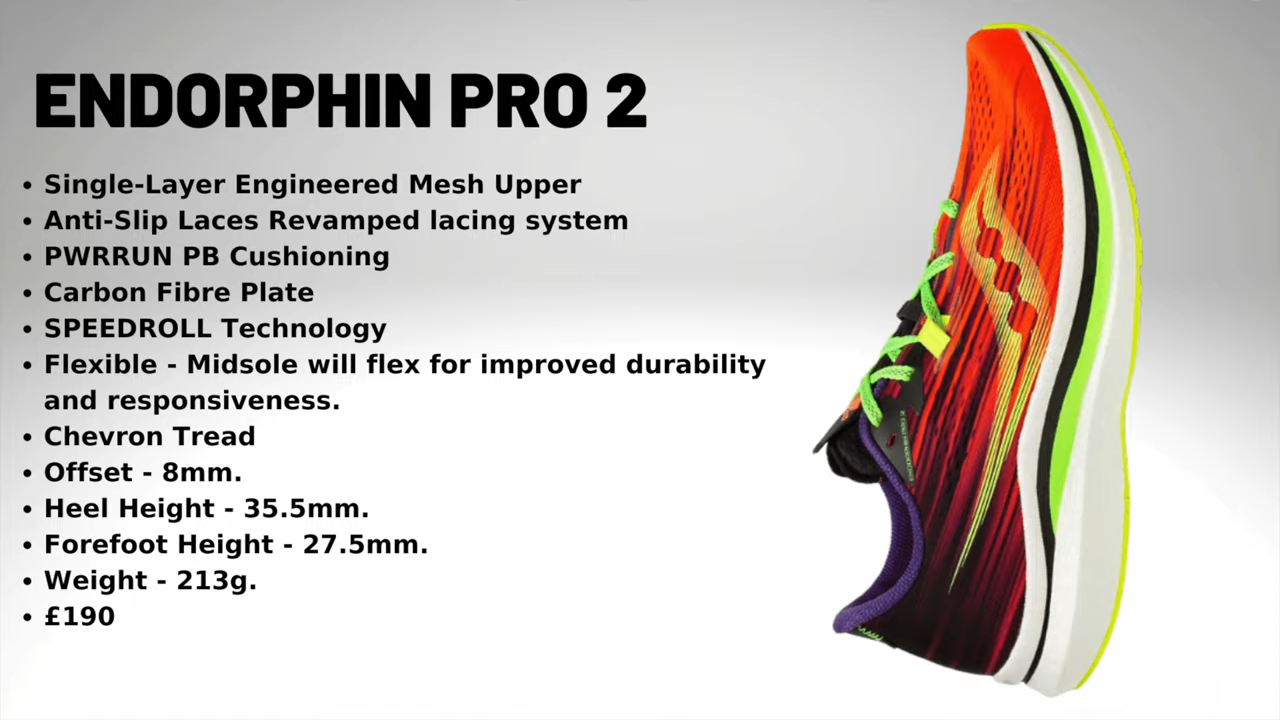 ENDORPHIN PRO 2
• Single-Layer Engineered Mesh Upper
• Anti-Slip Laces Revamped lacing system
• PWRRUN PB Cushioning
• Carbon Fibre Plate
• SPEEDROLL Technology
• Flexible - Midsole will flex for improved durability
and responsiveness.
• Chevron Tread
• Offset - 8mm.
• Heel Height - 35.5mm.
• Forefoot Height - 27.5mm.
• Weight - 213g.
• £190